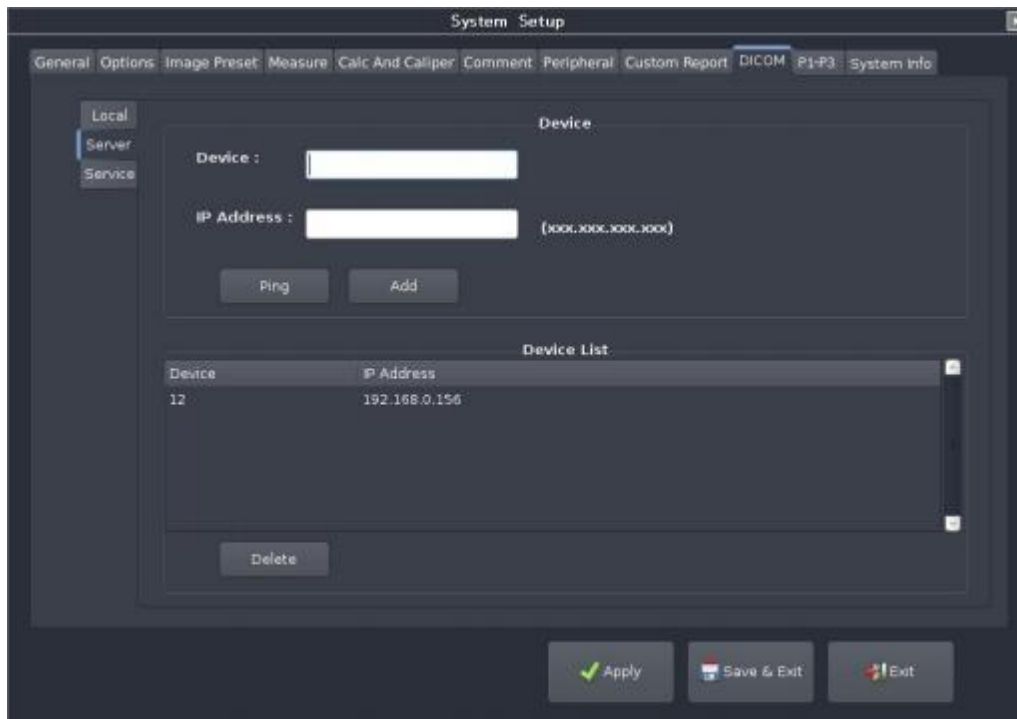 System Setup
General Options Image Preset Measure Calc And Caliper Comment Peripheral Custom Report DICOM P1-P3 System Info
Local
Server
Service
Device
Device :
IP Address :
(xxx.xxx.xxx.xxx)
Ping Add
Device List
Device IP Address
12 192.168.0.156
Delete
Apply Save & Exit Exit